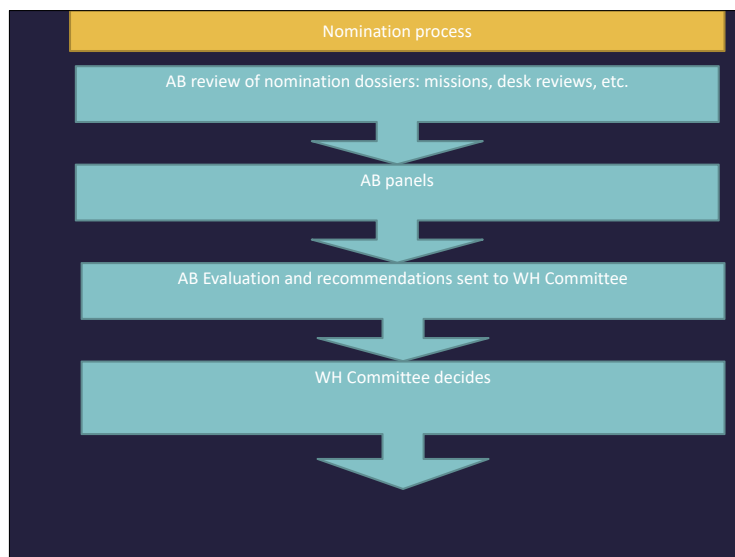 Nomination process
AB review of nomination dossiers: missions, desk reviews, etc.
AB panels
AB Evaluation and recommendations sent to WH Committee
WH Committee decides